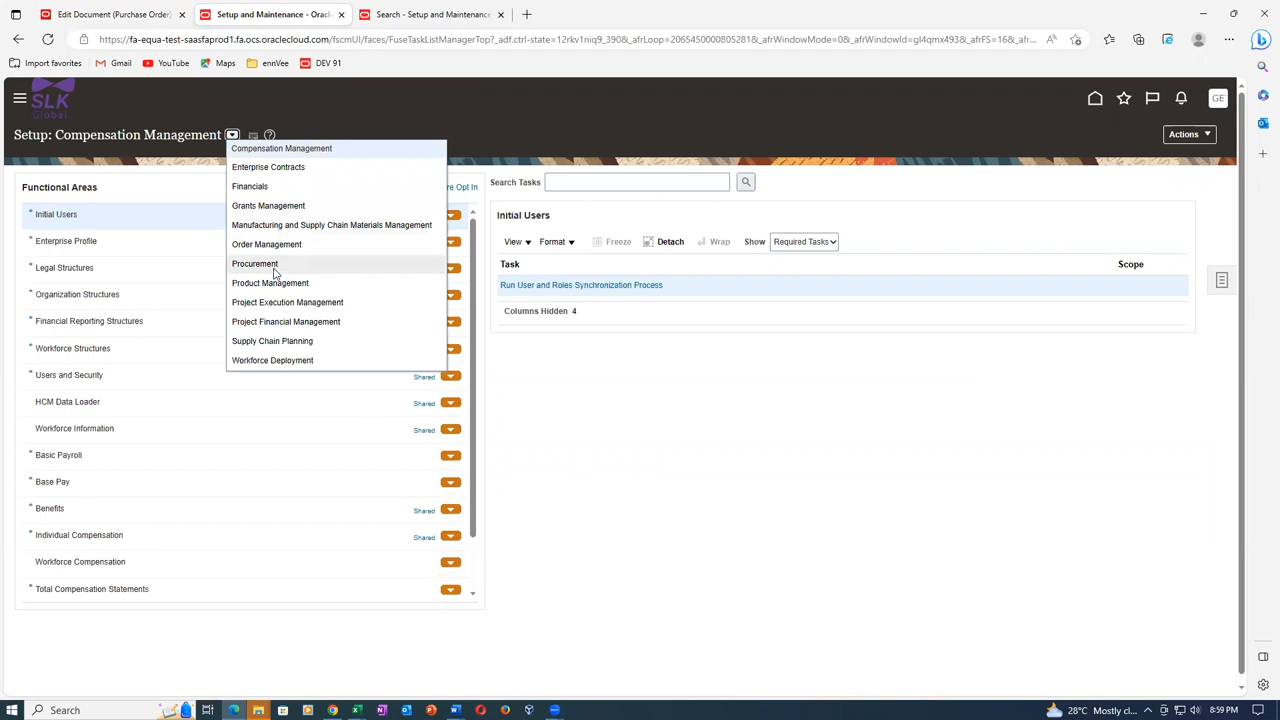 Edit Document (Purchase Order)
Setup and Maintenance - Oracle
Search - Setup and Maintenance
https://fa-equa-test-saasfaprod1.fa.ocs.oraclecloud.com/fscmUI/faces/FuseTaskListManagerTop?_adf.ctrl-state=12rkv1niq9_390&_afrLoop=20654500000805281&_afrWindowMode=0&_afrWindowId=gl4qmx493&_afrFS=16&_afr...
Import favorites
Gmail
YouTube
Maps
ennVee
DEV 91
SLK
Global
GE
Setup: Compensation Management
Actions
Compensation Management
Enterprise Contracts
Financials
Grants Management
Manufacturing and Supply Chain Materials Management
Order Management
Procurement
Product Management
Project Execution Management
Project Financial Management
Supply Chain Planning
Workforce Deployment
Functional Areas
re Opt In
Initial Users
Enterprise Profile
Legal Structures
Organization Structures
Financial Reporting Structures
Workforce Structures
Users and Security Shared
HCM Data Loader Shared
Workforce Information Shared
Basic Payroll
Base Pay
Benefits Shared
Individual Compensation Shared
Workforce Compensation
Total Compensation Statements
Search Tasks
Initial Users
View Format Freeze Detach Wrap Show Required Tasks
Task Scope
Run User and Roles Synchronization Process
Columns Hidden 4
Search
28°C Mostly cl...
8:59 PM